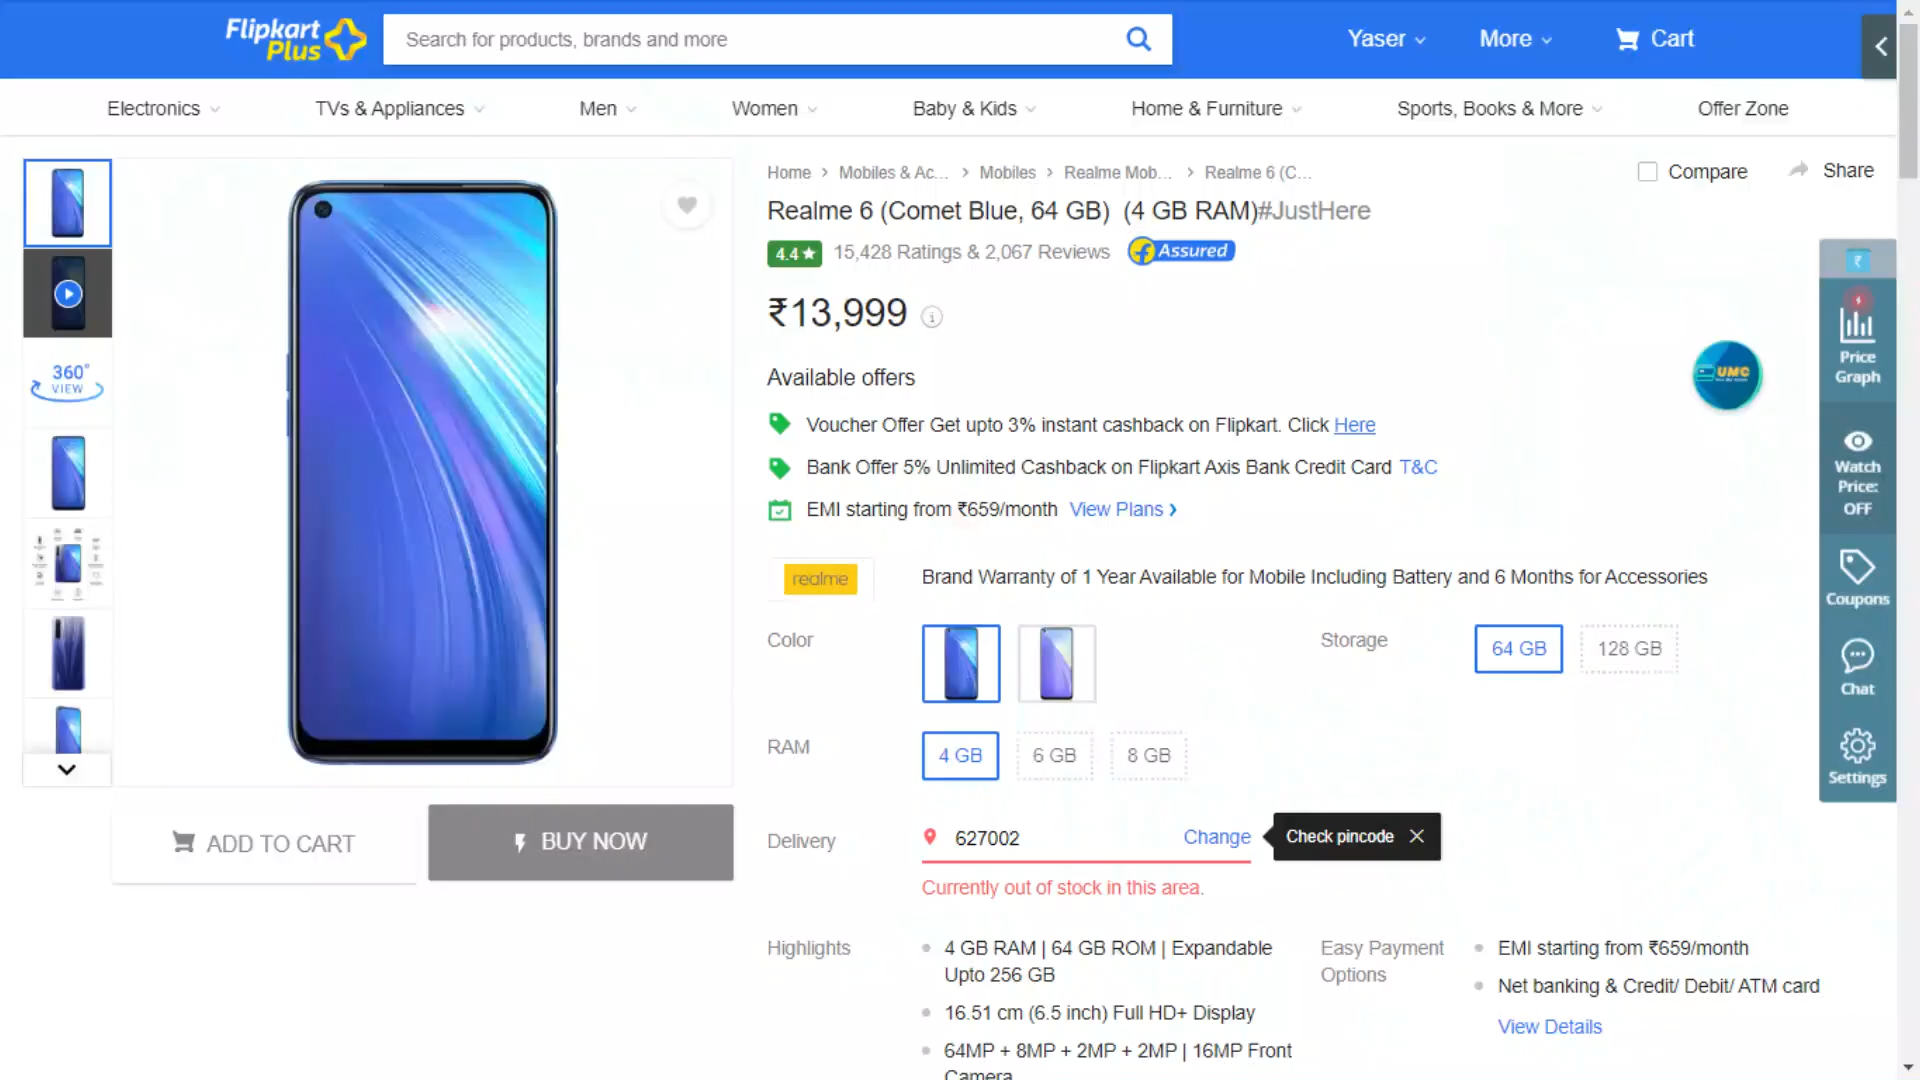 Flipkart
Plus
Search for products, brands and more
Yaser
More
Cart
Electronics
TVs & Appliances
Men
Women
Baby & Kids
Home & Furniture
Sports, Books & More
Offer Zone
Home > Mobiles & Ac... > Mobiles > Realme Mob... > Realme 6 (C...
Compare
Share
Realme 6 (Comet Blue, 64 GB) (4 GB RAM)#JustHere
4.4★ 15,428 Ratings & 2,067 Reviews Assured
₹13,999
Available offers
Voucher Offer Get upto 3% instant cashback on Flipkart. Click Here
Bank Offer 5% Unlimited Cashback on Flipkart Axis Bank Credit Card T&C
EMI starting from ₹659/month View Plans >
realme
Brand Warranty of 1 Year Available for Mobile Including Battery and 6 Months for Accessories
Color
Storage
64 GB
128 GB
RAM
4 GB
6 GB
8 GB
Delivery
627002
Change
Check pincode
Currently out of stock in this area.
Highlights
4 GB RAM | 64 GB ROM | Expandable
Upto 256 GB
16.51 cm (6.5 inch) Full HD+ Display
64MP + 8MP + 2MP + 2MP | 16MP Front
Camera
Easy Payment
Options
EMI starting from ₹659/month
Net banking & Credit/ Debit/ ATM card
View Details
360°
VIEW
ADD TO CART
BUY NOW
UMC
₹
Price
Graph
Watch
Price:
OFF
Coupons
Chat
Settings